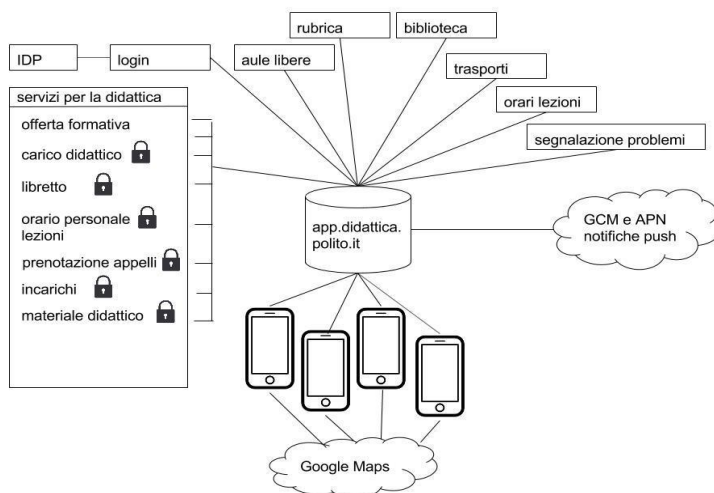 rubrica
biblioteca
IDP
login
aule libere
trasporti
servizi per la didattica
orari lezioni
offerta formativa
segnalazione problemi
carico didattico
libretto
orario personale
lezioni
prenotazione appelli
incarichi
materiale didattico
app.didattica.
polito.it
GCM e APN
notifiche push
Google Maps